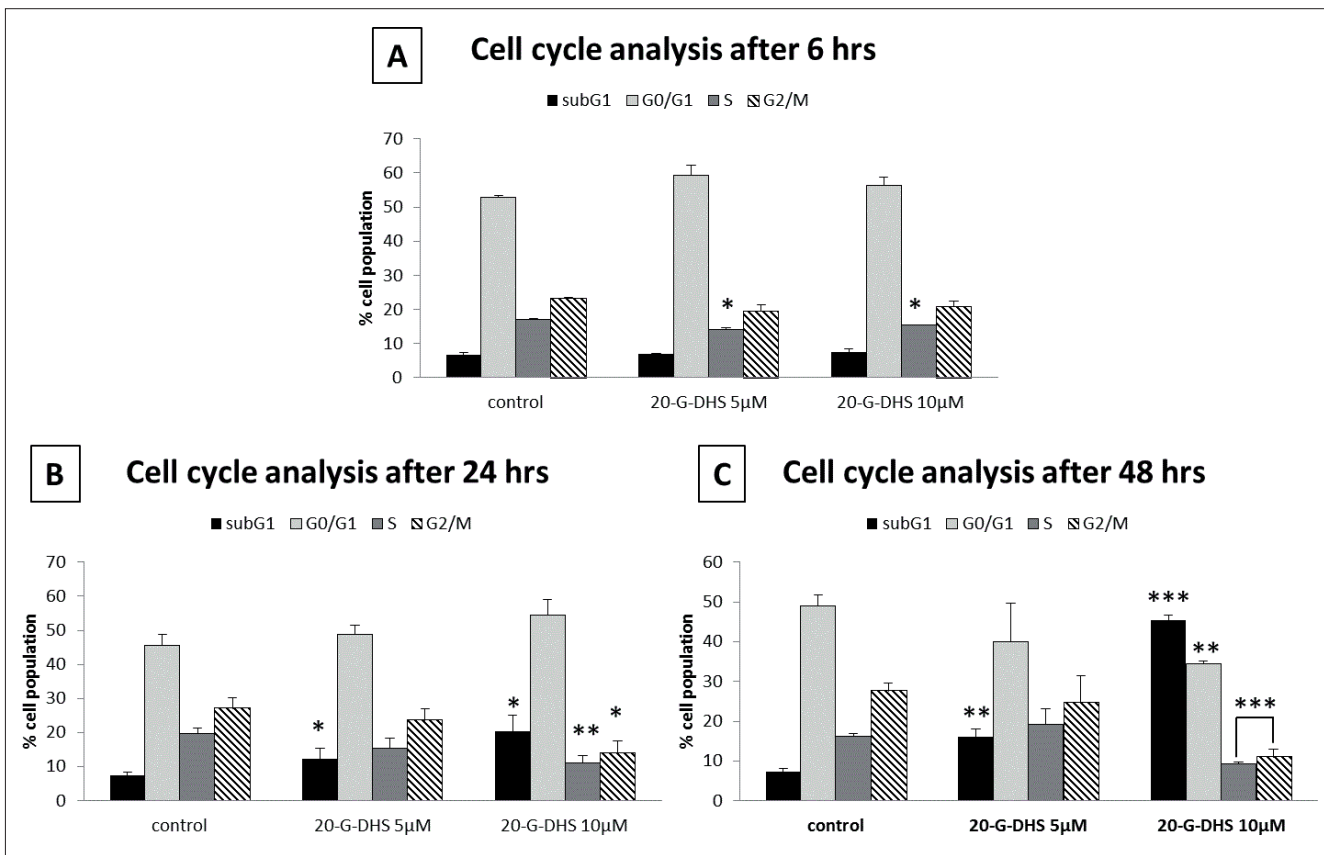 A
Cell cycle analysis after 6 hrs
subG1 G0/G1 S G2/M
% cell population
70
60
50
40
30
20
10
0
* *
control 20-G-DHS 5µM 20-G-DHS 10µM
B
Cell cycle analysis after 24 hrs
subG1 G0/G1 S G2/M
% cell population
70
60
50
40
30
20
10
0
* * ** *
control 20-G-DHS 5µM 20-G-DHS 10µM
C
Cell cycle analysis after 48 hrs
subG1 G0/G1 S G2/M
% cell population
60
50
40
30
20
10
0
** *** ** ***
control 20-G-DHS 5µM 20-G-DHS 10µM